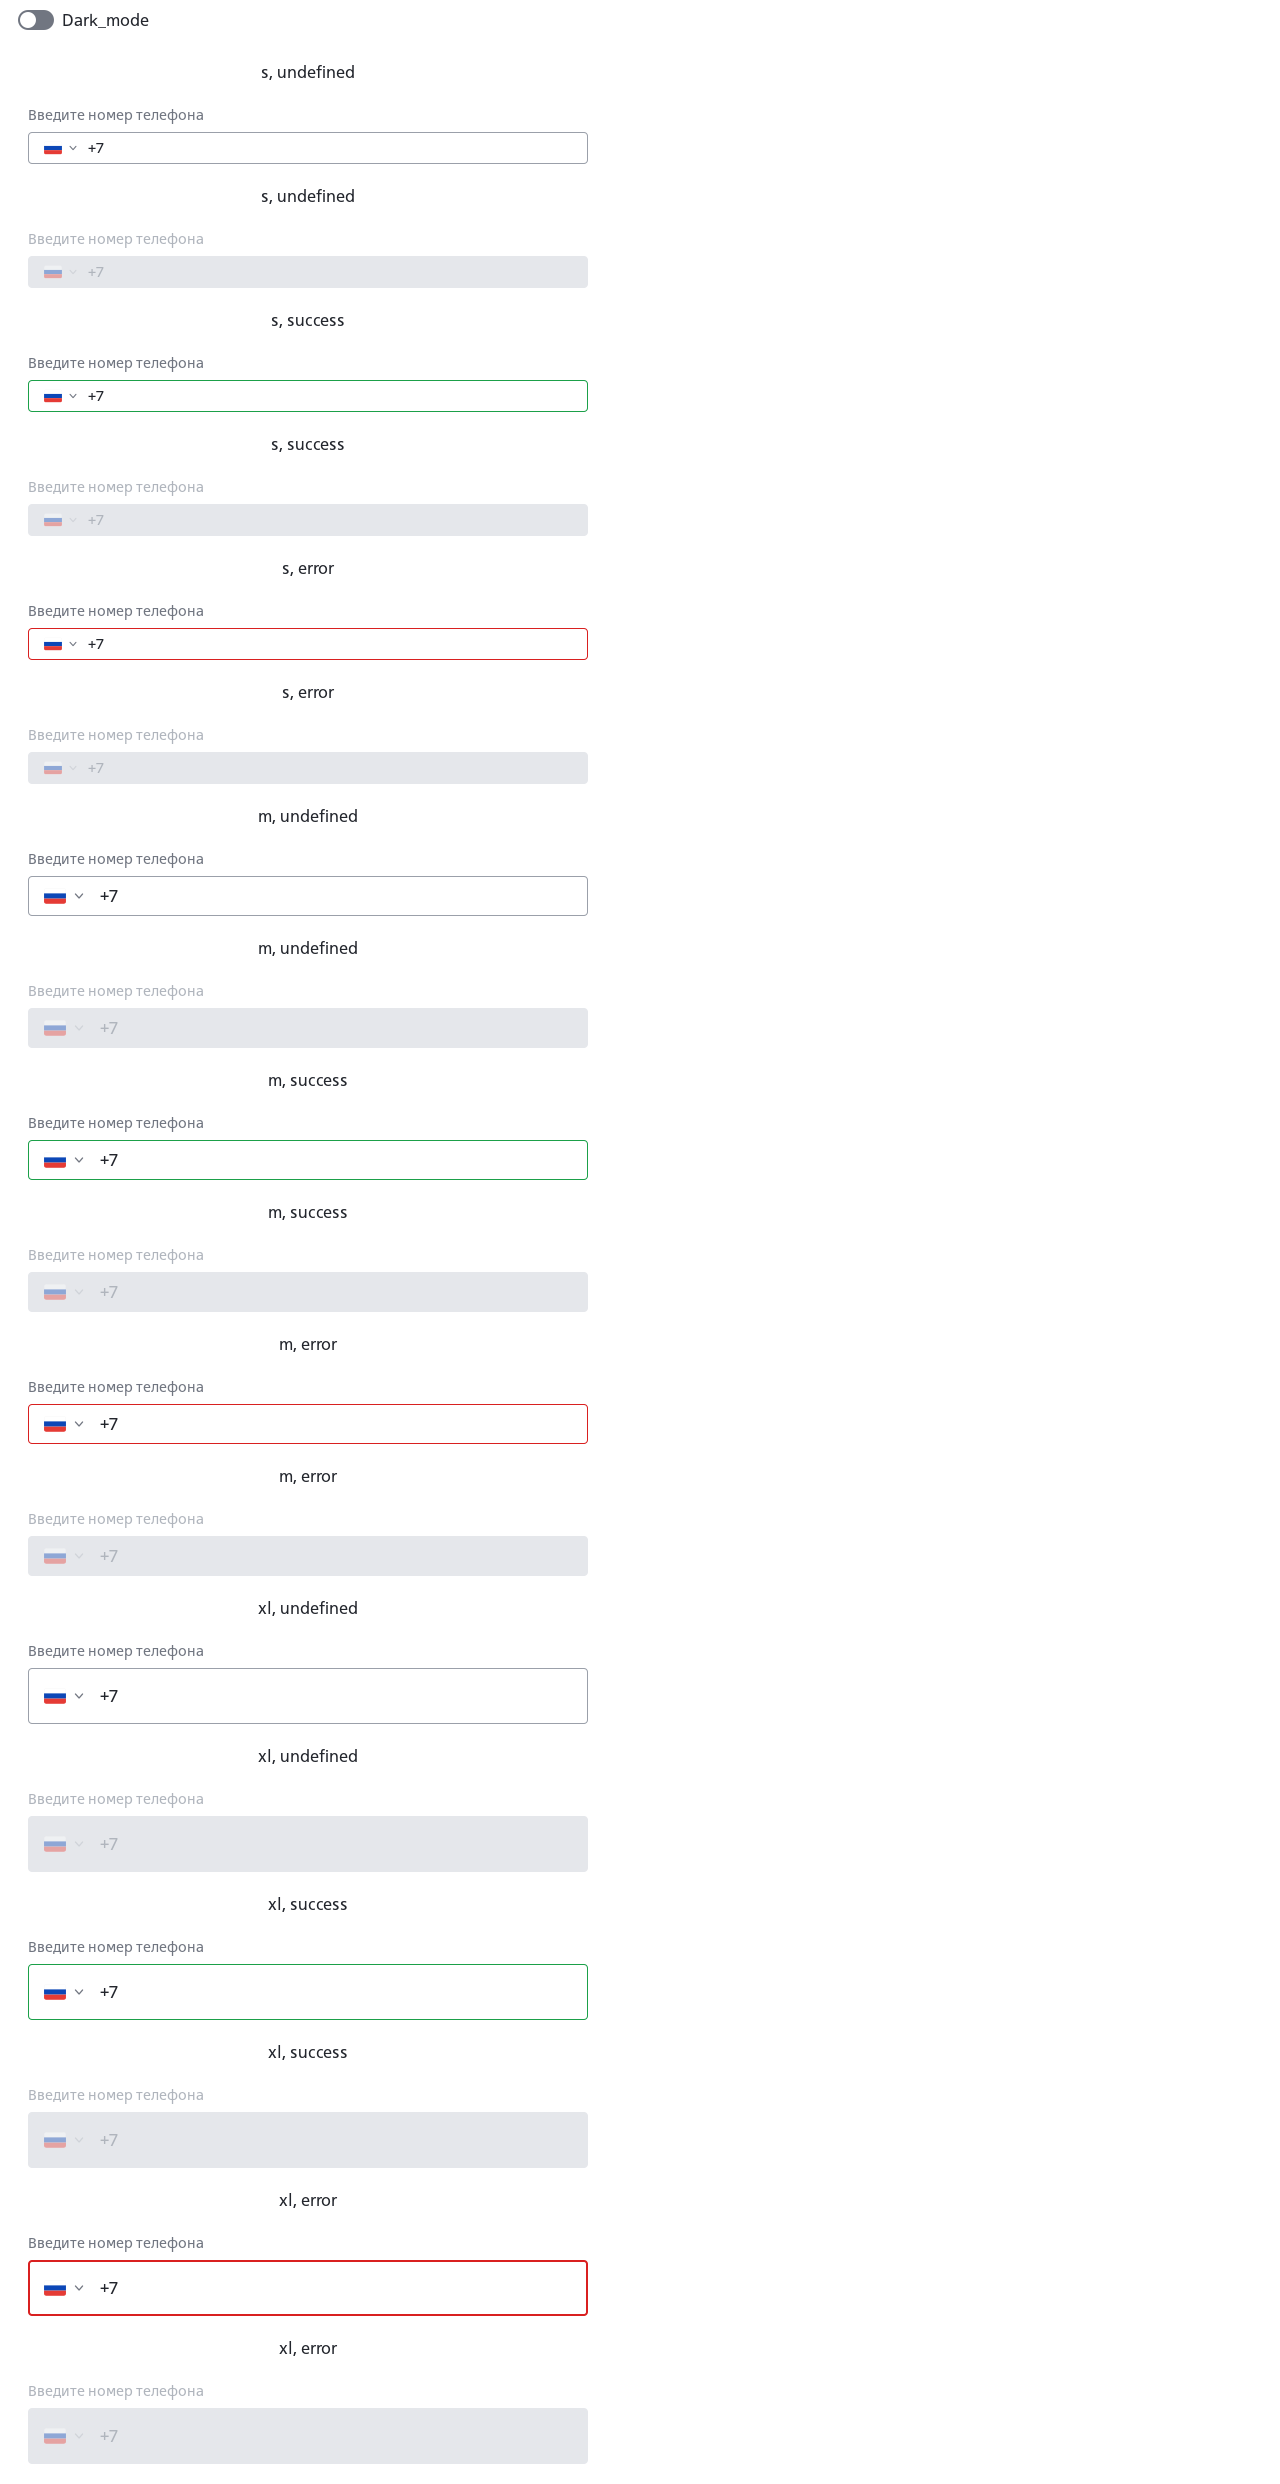 Dark_mode
s, undefined
Введите номер телефона
+7
s, undefined
Введите номер телефона
+7
s, success
Введите номер телефона
+7
s, success
Введите номер телефона
+7
s, error
Введите номер телефона
+7
s, error
Введите номер телефона
+7
m, undefined
Введите номер телефона
+7
m, undefined
Введите номер телефона
+7
m, success
Введите номер телефона
+7
m, success
Введите номер телефона
+7
m, error
Введите номер телефона
+7
m, error
Введите номер телефона
+7
xl, undefined
Введите номер телефона
+7
xl, undefined
Введите номер телефона
+7
xl, success
Введите номер телефона
+7
xl, success
Введите номер телефона
+7
xl, error
Введите номер телефона
+7
xl, error
Введите номер телефона
+7